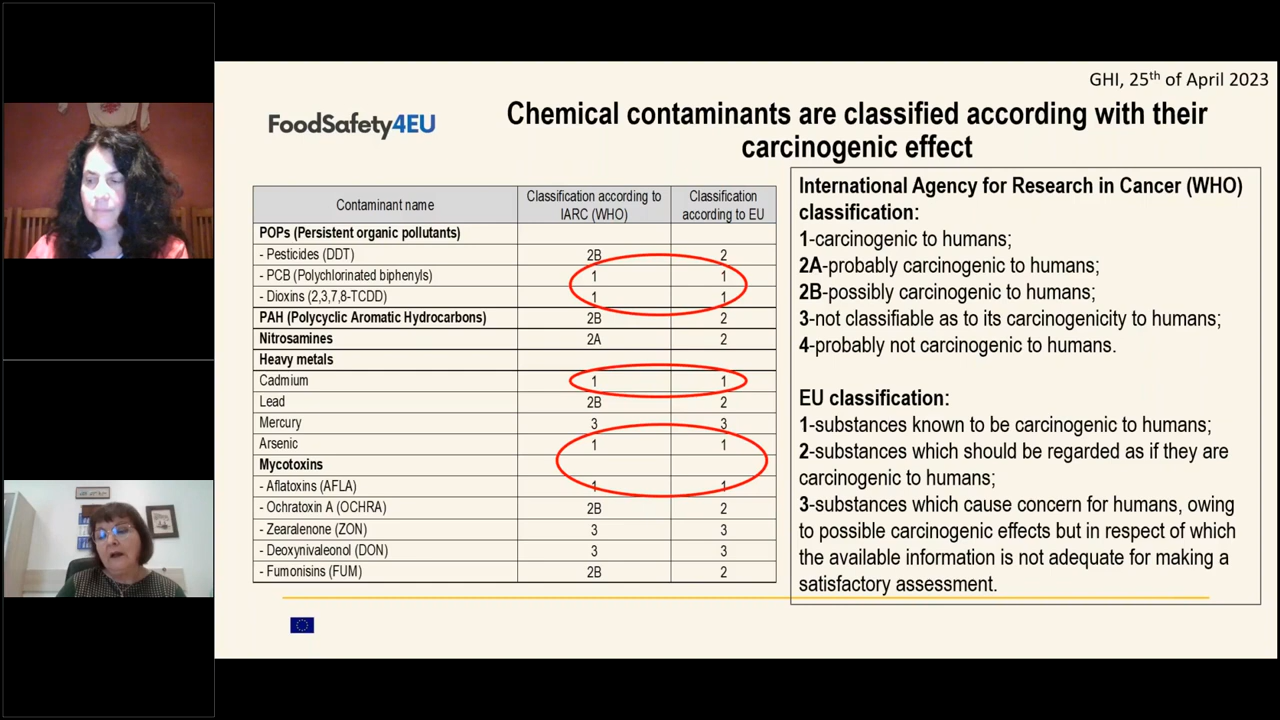 GHI, 25th of April 2023
FoodSafety4EU
Chemical contaminants are classified according with their
carcinogenic effect
Contaminant name
Classification according to
IARC (WHO)
Classification
according to EU
POPs (Persistent organic pollutants)
- Pesticides (DDT) 2B 2
- PCB (Polychlorinated biphenyls) 1 1
- Dioxins (2,3,7,8-TCDD) 1 1
PAH (Polycyclic Aromatic Hydrocarbons) 2B 2
Nitrosamines 2A 2
Heavy metals
Cadmium 1 1
Lead 2B 2
Mercury 3 3
Arsenic 1 1
Mycotoxins
- Aflatoxins (AFLA) 1 1
- Ochratoxin A (OCHRA) 2B 2
- Zearalenone (ZON) 3 3
- Deoxynivaleonol (DON) 3 3
- Fumonisins (FUM) 2B 2
International Agency for Research in Cancer (WHO)
classification:
1-carcinogenic to humans;
2A-probably carcinogenic to humans;
2B-possibly carcinogenic to humans;
3-not classifiable as to its carcinogenicity to humans;
4-probably not carcinogenic to humans.
EU classification:
1-substances known to be carcinogenic to humans;
2-substances which should be regarded as if they are
carcinogenic to humans;
3-substances which cause concern for humans, owing
to possible carcinogenic effects but in respect of which
the available information is not adequate for making a
satisfactory assessment.